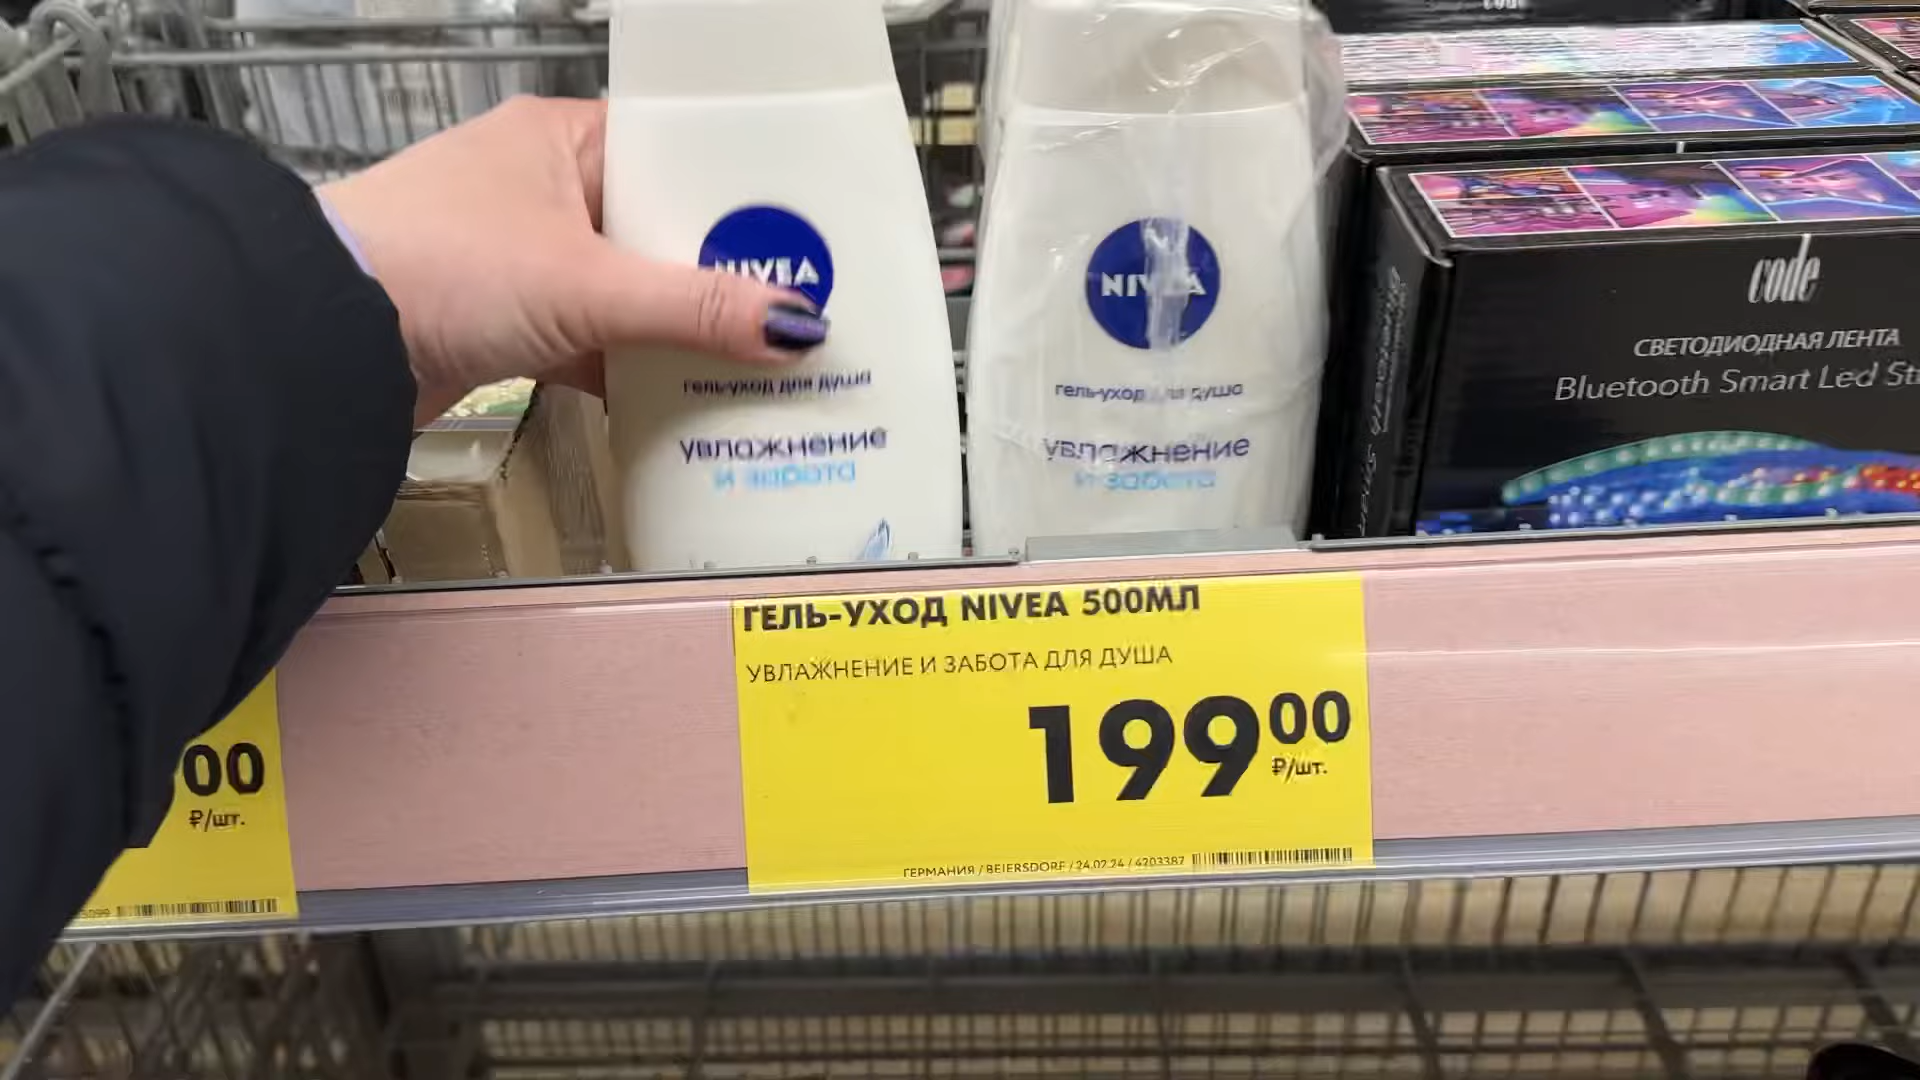 NIVEA
гель-уход для душа
увлажнение
и забота
NIVEA
гель-уход для душа
увлажнение
и забота
code
СВЕТОДИОДНАЯ ЛЕНТА
Bluetooth Smart Led
ГЕЛЬ-УХОД NIVEA 500МЛ
УВЛАЖНЕНИЕ И ЗАБОТА ДЛЯ ДУША
199 00
₽/шт.
ГЕРМАНИЯ / BEIERSDORF / 24.02.24 / 4203387
00
₽/шт.